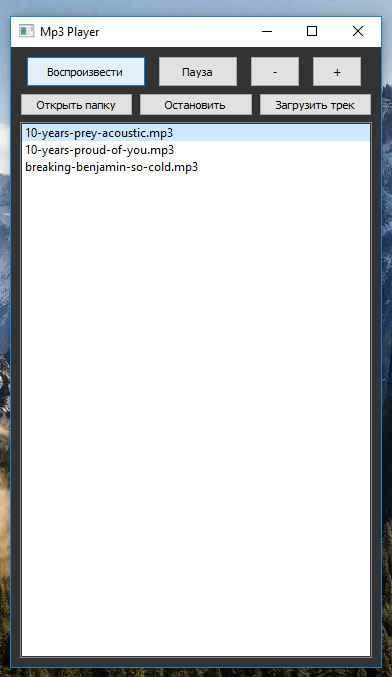 Mp3 Player
Воспроизвести Пауза - +
Открыть папку Остановить Загрузить трек
10-years-prey-acoustic.mp3
10-years-proud-of-you.mp3
breaking-benjamin-so-cold.mp3